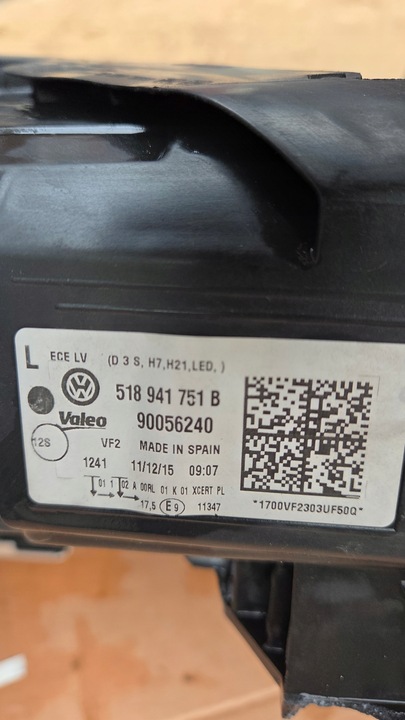 L ECE LV (D 3 S, H7,H21,LED, )
518 941 751 B
Valeo 90056240
12S VF2 MADE IN SPAIN
1241 11/12/15 09:07
01 1 02 A 00RL 01 K 01 XCERT PL
17,5 E9 11347
*1700VF2303UF50Q*